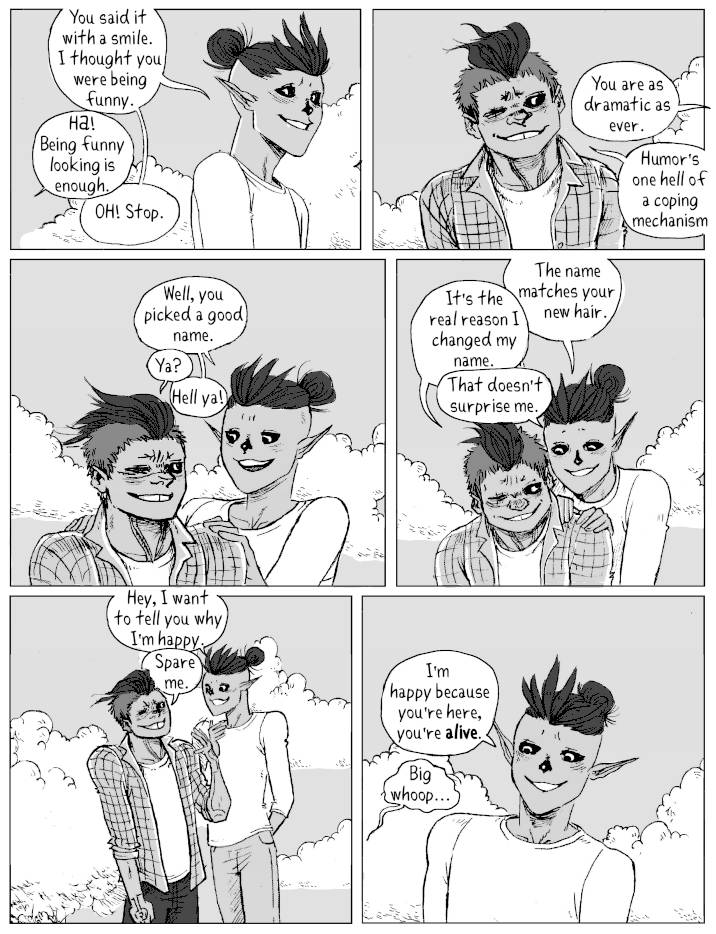 You said it
with a smile.
I thought you
were being
funny.
Ha!
Being funny
looking is
enough.
OH! Stop.
You are as
dramatic as
ever.
Humor's
one hell of
a coping
mechanism
Well, you
picked a good
name.
Ya?
Hell ya!
The name
matches your
new hair.
It's the
real reason I
changed my
name.
That doesn't
surprise me.
Hey, I want
to tell you why
I'm happy.
Spare
me.
I'm
happy because
you're here,
you're alive.
Big
whoop...